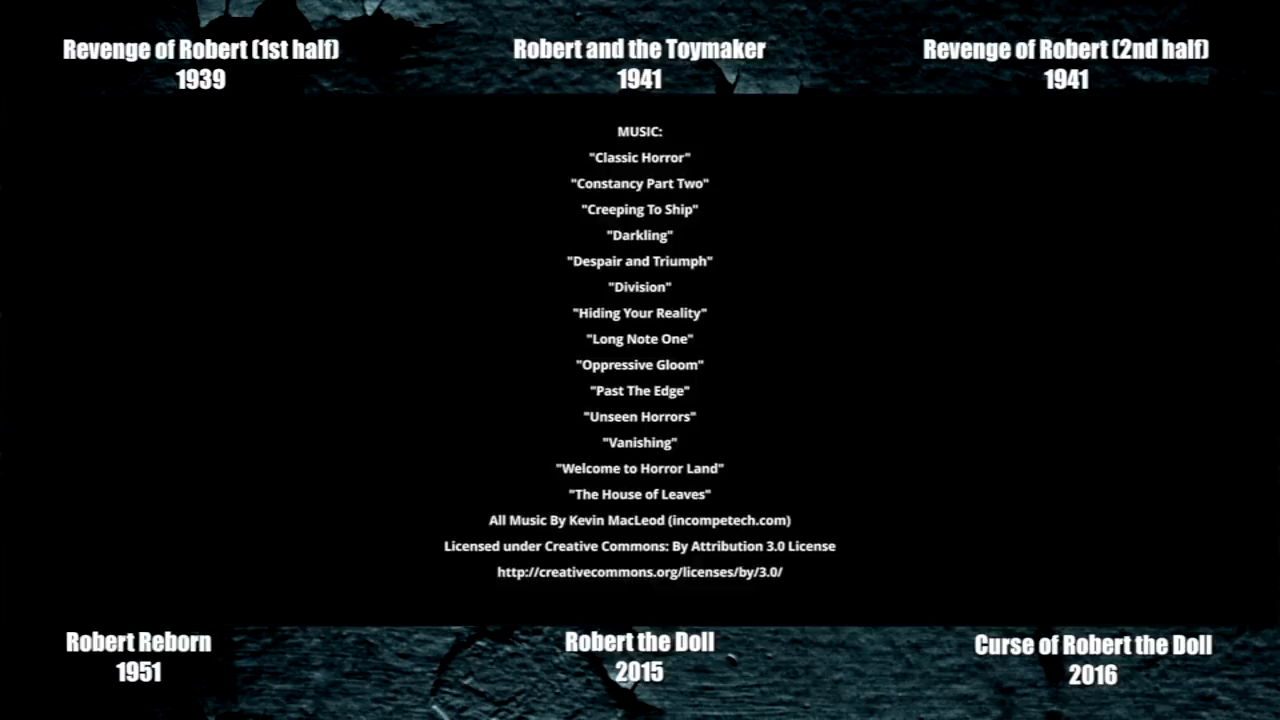 Revenge of Robert (1st half)
1939
Robert and the Toymaker
1941
Revenge of Robert (2nd half)
1941
MUSIC:
"Classic Horror"
"Constancy Part Two"
"Creeping To Ship"
"Darkling"
"Despair and Triumph"
"Division"
"Hiding Your Reality"
"Long Note One"
"Oppressive Gloom"
"Past The Edge"
"Unseen Horrors"
"Vanishing"
"Welcome to Horror Land"
"The House of Leaves"
All Music By Kevin MacLeod (incompetech.com)
Licensed under Creative Commons: By Attribution 3.0 License
http://creativecommons.org/licenses/by/3.0/
Robert Reborn
1951
Robert the Doll
2015
Curse of Robert the Doll
2016